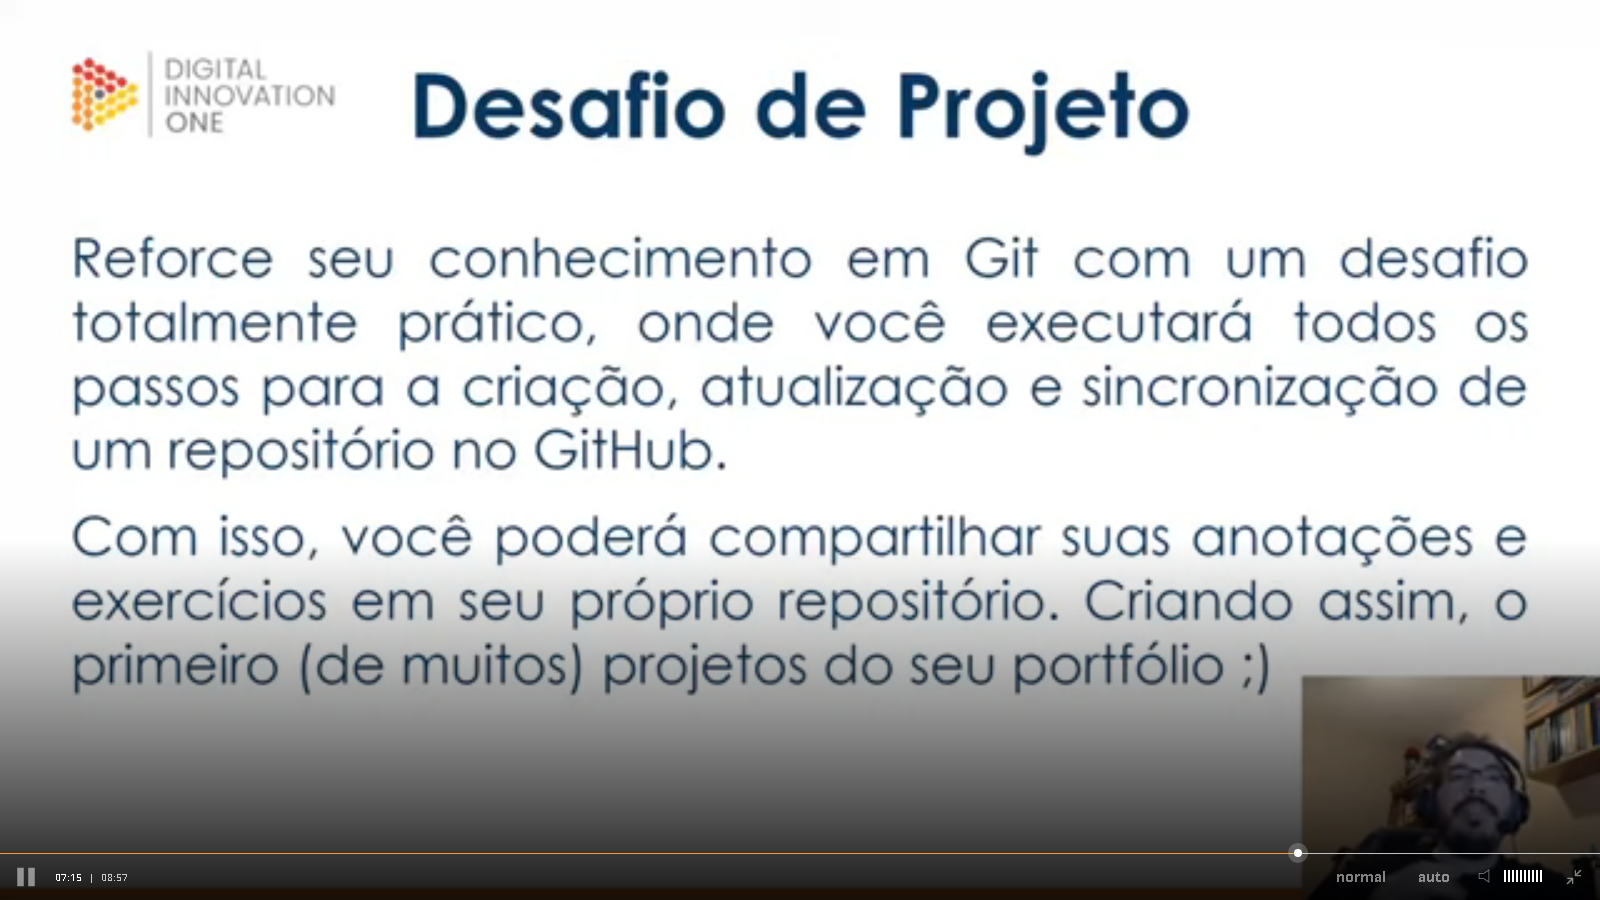 DIGITAL
INNOVATION
ONE
Desafio de Projeto
Reforce seu conhecimento em Git com um desafio
totalmente prático, onde você executará todos os
passos para a criação, atualização e sincronização de
um repositório no GitHub.
Com isso, você poderá compartilhar suas anotações e
exercícios em seu próprio repositório. Criando assim, o
primeiro (de muitos) projetos do seu portfólio ;)
07:15 | 08:57
normal auto